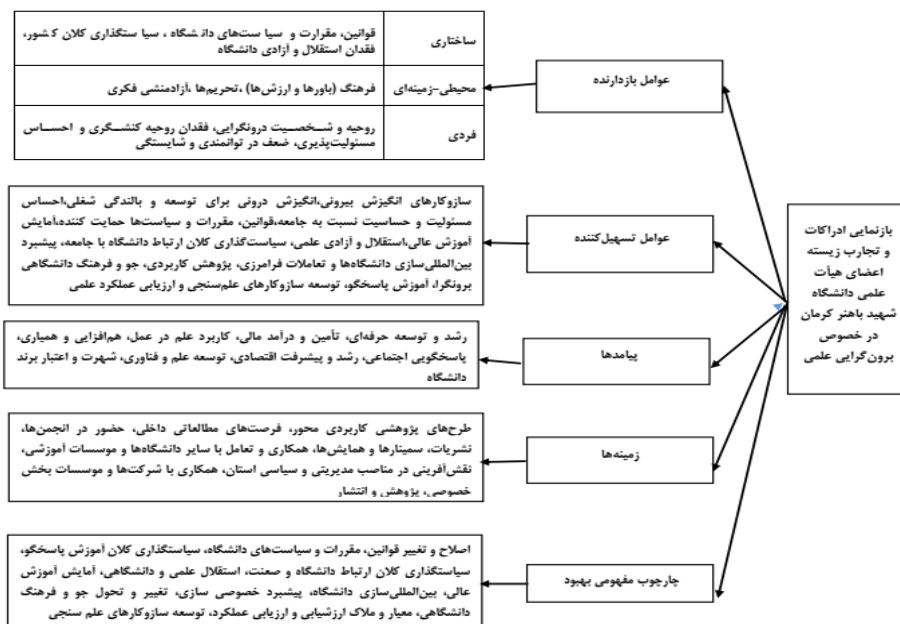 بازنمایی ادراکات
و تجارب زیسته
اعضای هیأت
علمی دانشگاه
شهید باهنر کرمان
در خصوص
برون‌گرایی علمی
عوامل بازدارنده
ساختاری
قوانین، مقرارت و سیاست‌های دانشگاه ، سیاستگذاری کلان کشور،
فقدان استقلال و آزادی دانشگاه
محیطی-زمینه‌ای
فرهنگ (باورها و ارزش‌ها) ،تحریم‌ها ،آزادمنشی فکری
فردی
روحیه و شخصیت درونگرایی، فقدان روحیه کنشگری و احساس
مسئولیت‌پذیری، ضعف در توانمندی و شایستگی
عوامل تسهیل‌کننده
سازوکارهای انگیزش بیرونی،انگیزش درونی برای توسعه و بالندگی شغلی،احساس
مسئولیت و حساسیت نسبت به جامعه،قوانین، مقررات و سیاست‌ها حمایت کننده،آمایش
آموزش عالی،استقلال و آزادی علمی، سیاست‌گذاری کلان ارتباط دانشگاه با جامعه، پیشبرد
بین‌المللی‌سازی دانشگاه‌ها و تعاملات فرامرزی، پژوهش کاربردی، جو و فرهنگ دانشگاهی
برونگرا، آموزش پاسخگو، توسعه سازوکارهای علم‌سنجی و ارزیابی عملکرد علمی
پیامدها
رشد و توسعه حرفه‌ای، تأمین و درآمد مالی، کاربرد علم در عمل، هم‌افزایی و همیاری،
پاسخگویی اجتماعی، رشد و پیشرفت اقتصادی، توسعه علم و فناوری، شهرت و اعتبار برند
دانشگاه
زمینه‌ها
طرح‌های پژوهشی کاربردی محور، فرصت‌های مطالعاتی داخلی، حضور در انجمن‌ها،
نشریات، سمینارها و همایش‌ها، همکاری و تعامل با سایر دانشگاه‌ها و موسسات آموزشی،
نقش‌آفرینی در مناصب مدیریتی و سیاسی استان، همکاری با شرکت‌ها و موسسات بخش
خصوصی، پژوهش و انتشار
چارچوب مفهومی بهبود
اصلاح و تغییر قوانین، مقررات و سیاست‌های دانشگاه، سیاستگذاری کلان آموزش پاسخگو،
سیاستگذاری کلان ارتباط دانشگاه و صنعت، استقلال علمی و دانشگاهی، آمایش آموزش
عالی، بین‌المللی‌سازی دانشگاه، پیشبرد خصوصی سازی، تغییر و تحول جو و فرهنگ
دانشگاهی، معیار و ملاک ارزشیابی و ارزیابی عملکرد، توسعه سازوکارهای علم سنجی